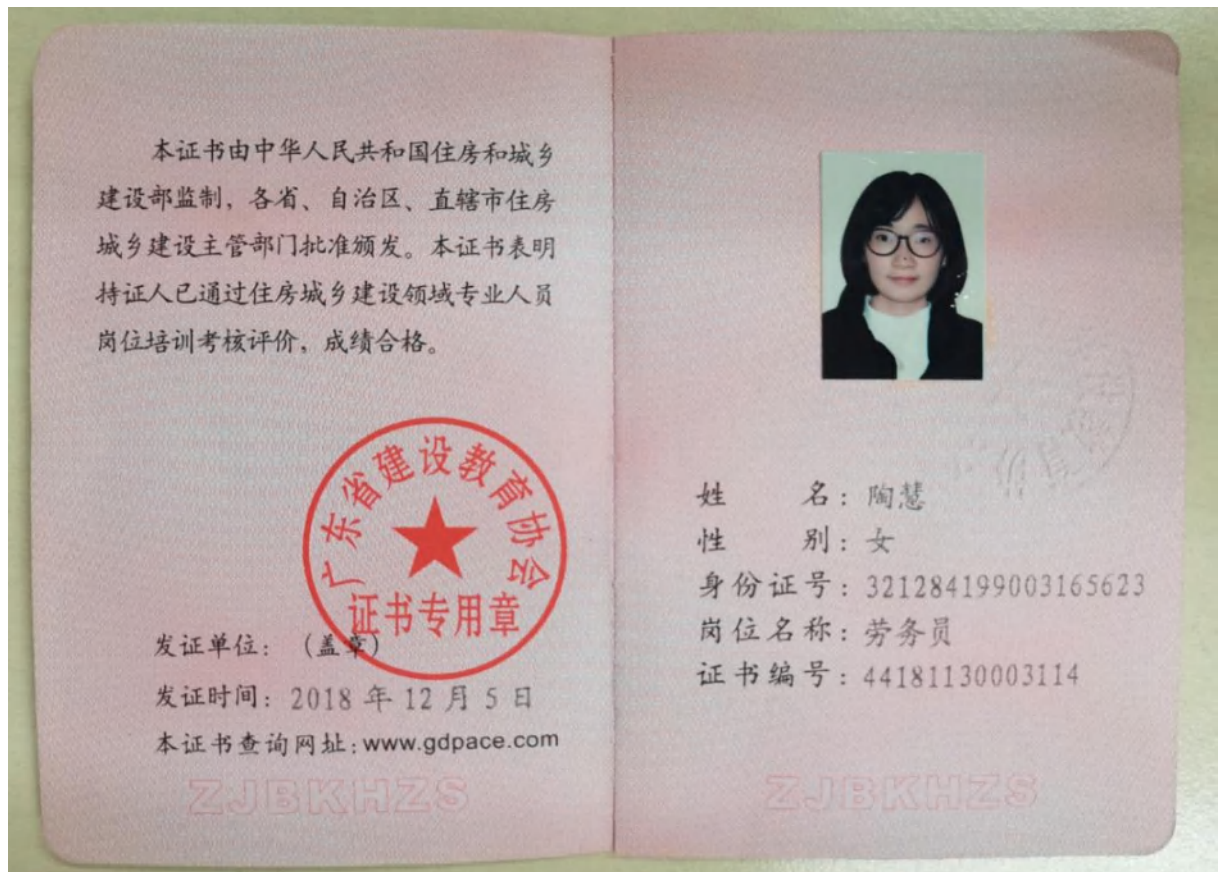 本证书由中华人民共和国住房和城乡
建设部监制，各省、自治区、直辖市住房
城乡建设主管部门批准颁发。本证书表明
持证人已通过住房城乡建设领域专业人员
岗位培训考核评价，成绩合格。
广东省建设教育协会
证书专用章
发证单位：（盖章）
发证时间：2018 年 12 月 5 日
本证书查询网址：www.gdpace.com
ZJBKHZS
姓 名：陶慧
性 别：女
身份证号：321284199003165623
岗位名称：劳务员
证书编号：44181130003114
ZJBKHZS